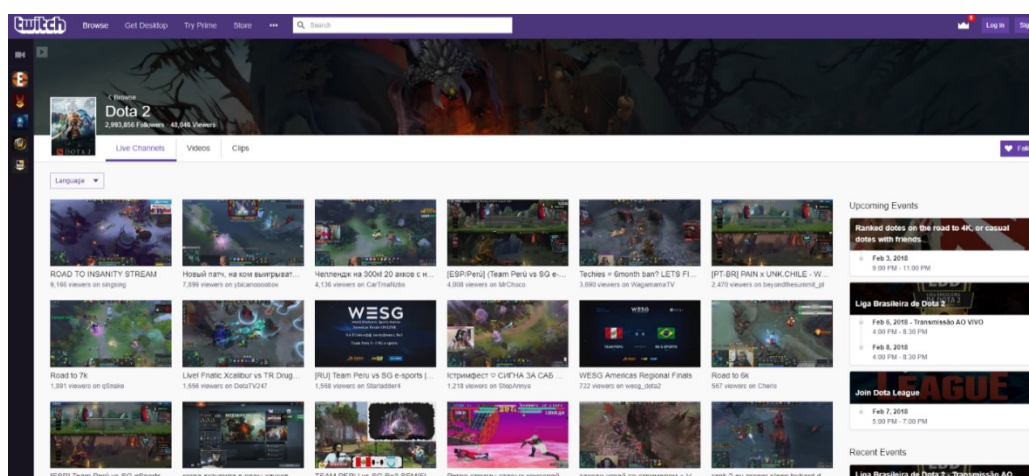 twitch
Browse Get Desktop Try Prime Store ••• Search Log In
Browse
Dota 2
2,993,856 Followers · 48,046 Viewers
DOTA 2
Live Channels Videos Clips
Language
ROAD TO INSANITY STREAM
9,166 viewers on singsing
Новый патч, на ком выигрыват...
7,899 viewers on ybicanoooobov
Челлендж на 300к! 20 акков с н...
4,136 viewers on CarTmaNzbs
[ESP/Perú] (Team Perú vs SG e-...
4,008 viewers on MrChoco
Techies = 6month ban? LETS FI...
3,890 viewers on WagamamaTV
[PT-BR] PAIN x UNK.CHILE - W...
2,470 viewers on beyondthesummit_pt
WESG
WESG
Road to 7k
1,891 viewers on qSnake
Live! Fnatic Xcalibur vs TR.Drug...
1,656 viewers on DotaTV247
[RU] Team Peru vs SG e-sports |...
1,568 viewers on Starladder4
Істримфест ♡ СИГНА ЗА САБ ...
1,218 viewers on StopAnnya
WESG Americas Regional Finals
722 viewers on wesg_dota2
Road to 5k
567 viewers on Cheris
Upcoming Events
Ranked dotes on the road to 4K, or casual
dotes with friends
Feb 3, 2018
9:00 PM - 11:00 PM
Liga Brasileira de Dota 2
Feb 6, 2018 - Transmissão AO VIVO
4:00 PM - 8:30 PM
Feb 8, 2018
4:00 PM - 8:30 PM
LEAGUE
Join Dota League
Feb 7, 2018
5:00 PM - 7:00 PM
Recent Events
Liga Brasileira de Dota 2 - Transmissão AO